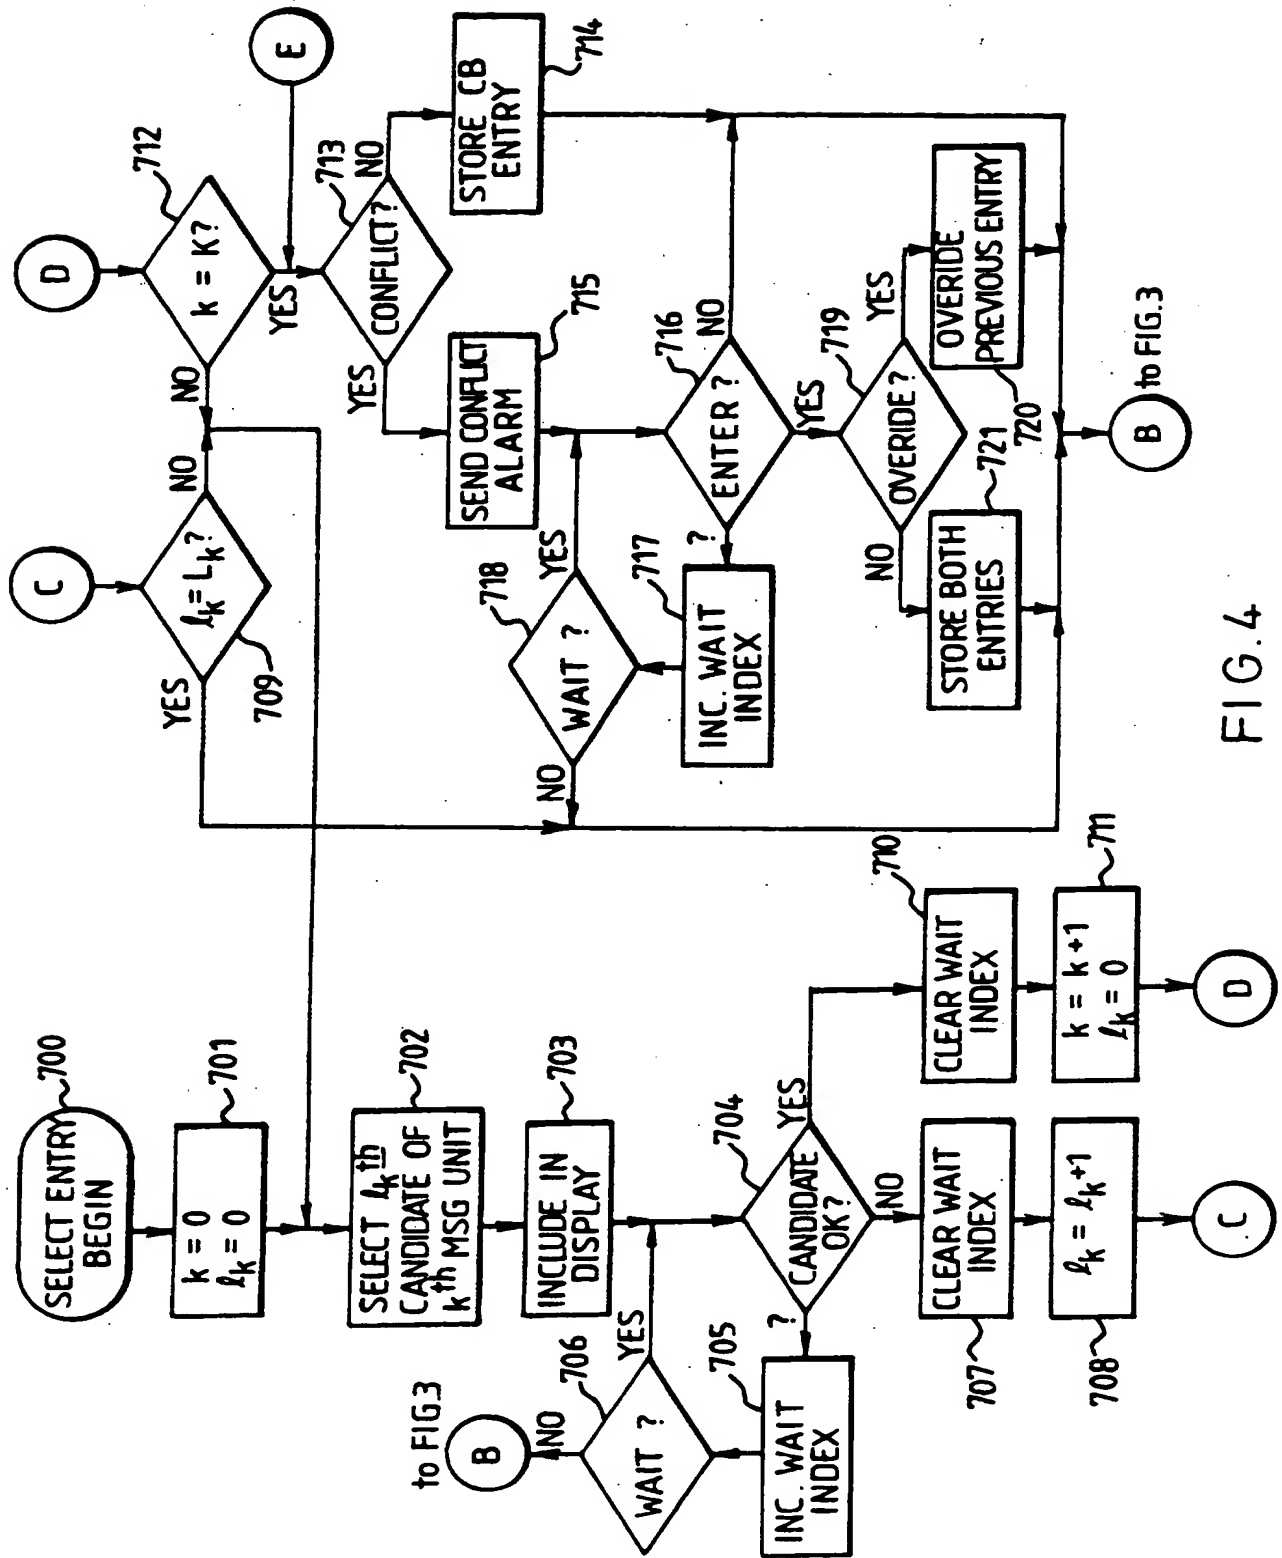 SELECT ENTRY
BEGIN
700
k = 0
ℓk = 0
701
SELECT ℓk th
CANDIDATE OF
kth MSG UNIT
702
INCLUDE IN
DISPLAY
703
CANDIDATE
OK?
704
YES
NO
?
INC. WAIT
INDEX
705
WAIT ?
706
YES
NO
B
to FIG.3
CLEAR WAIT
INDEX
707
ℓk = ℓk+1
708
C
CLEAR WAIT
INDEX
710
k = k+1
ℓk = 0
711
D
C
ℓk = Lk?
709
YES
NO
D
k = K?
712
NO
YES
E
CONFLICT?
713
YES
NO
STORE CB
ENTRY
714
SEND CONFLICT
ALARM
715
ENTER ?
716
NO
YES
?
INC. WAIT
INDEX
717
WAIT ?
718
YES
NO
OVERRIDE?
719
YES
NO
OVERRIDE
PREVIOUS ENTRY
720
STORE BOTH
ENTRIES
721
B
to FIG.3
FIG.4